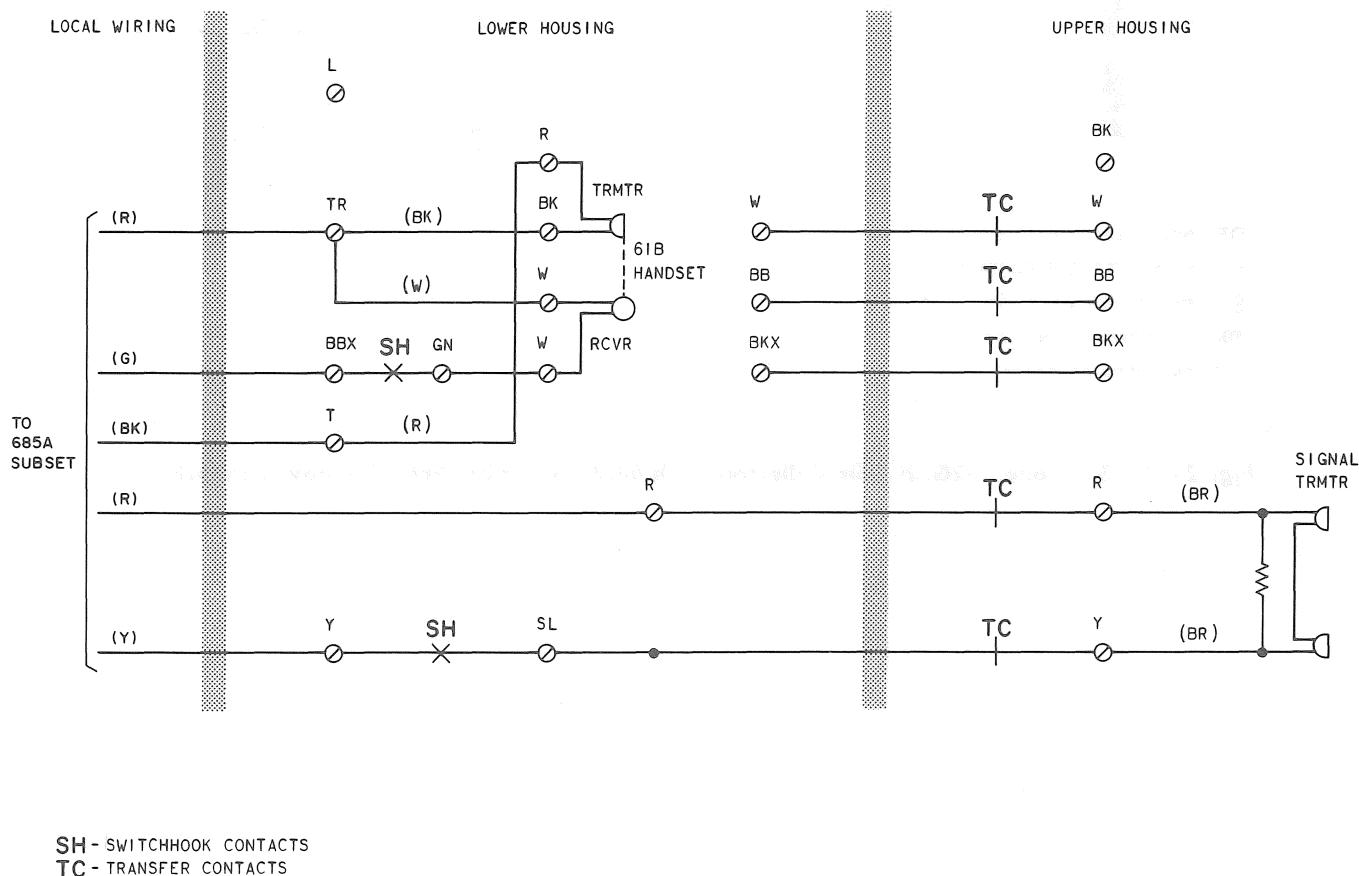 LOCAL WIRING
LOWER HOUSING
UPPER HOUSING
L
R
BK
TRMTR
(R)
TR
(BK)
BK
W
TC
W
61B
HANDSET
(W)
W
BB
TC
BB
(G)
BBX
SH
GN
W
RCVR
BKX
TC
BKX
TO
685A
SUBSET
(BK)
T
(R)
SIGNAL
TRMTR
(R)
R
TC
R
(BR)
(Y)
Y
SH
SL
TC
Y
(BR)
SH - SWITCHHOOK CONTACTS
TC - TRANSFER CONTACTS